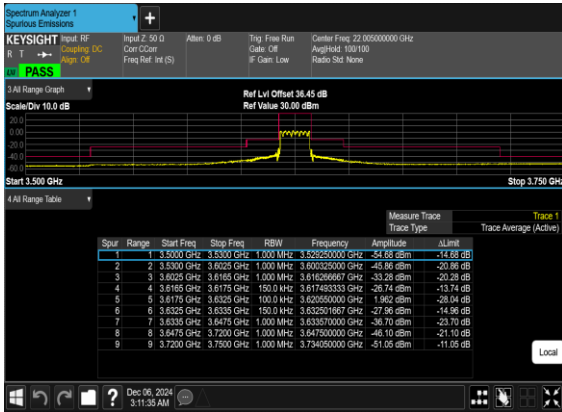 Spectrum Analyzer 1
Spurious Emissions
+
KEYSIGHT Input: RF Input Z: 50 Ω Atten: 0 dB Trig: Free Run Center Freq: 22.005000000 GHz
R T Coupling: DC Corr CCorr Gate: Off Avg|Hold: 100/100
Align: Off Freq Ref: Int (S) IF Gain: Low Radio Std: None
PASS
3 All Range Graph
Ref Lvl Offset 36.45 dB
Scale/Div 10.0 dB Ref Value 30.00 dBm
20.0
0.00
-20.0
-40.0
-60.0
Start 3.500 GHz Stop 3.750 GHz
4 All Range Table
Measure Trace Trace 1
Trace Type Trace Average (Active)
Spur Range Start Freq Stop Freq RBW Frequency Amplitude ΔLimit
1 1 3.5000 GHz 3.5300 GHz 1.000 MHz 3.529250000 GHz -54.68 dBm -14.68 dB
2 2 3.5300 GHz 3.6025 GHz 1.000 MHz 3.600325000 GHz -45.86 dBm -20.86 dB
3 3 3.6025 GHz 3.6165 GHz 1.000 MHz 3.616500000 GHz -33.28 dBm -20.28 dB
4 4 3.6165 GHz 3.6175 GHz 150.0 kHz 3.617493333 GHz -26.74 dBm -13.74 dB
5 5 3.6175 GHz 3.6325 GHz 100.0 kHz 3.620550000 GHz 1.962 dBm -28.04 dB
6 6 3.6325 GHz 3.6335 GHz 150.0 kHz 3.632501667 GHz -27.96 dBm -14.96 dB
7 7 3.6335 GHz 3.6475 GHz 1.000 MHz 3.633570000 GHz -36.70 dBm -23.70 dB
8 8 3.6475 GHz 3.7200 GHz 1.000 MHz 3.647266667 GHz -46.10 dBm -21.10 dB
9 9 3.7200 GHz 3.7500 GHz 1.000 MHz 3.734050000 GHz -51.05 dBm -11.05 dB
Local
? Dec 06, 2024
3:11:35 AM